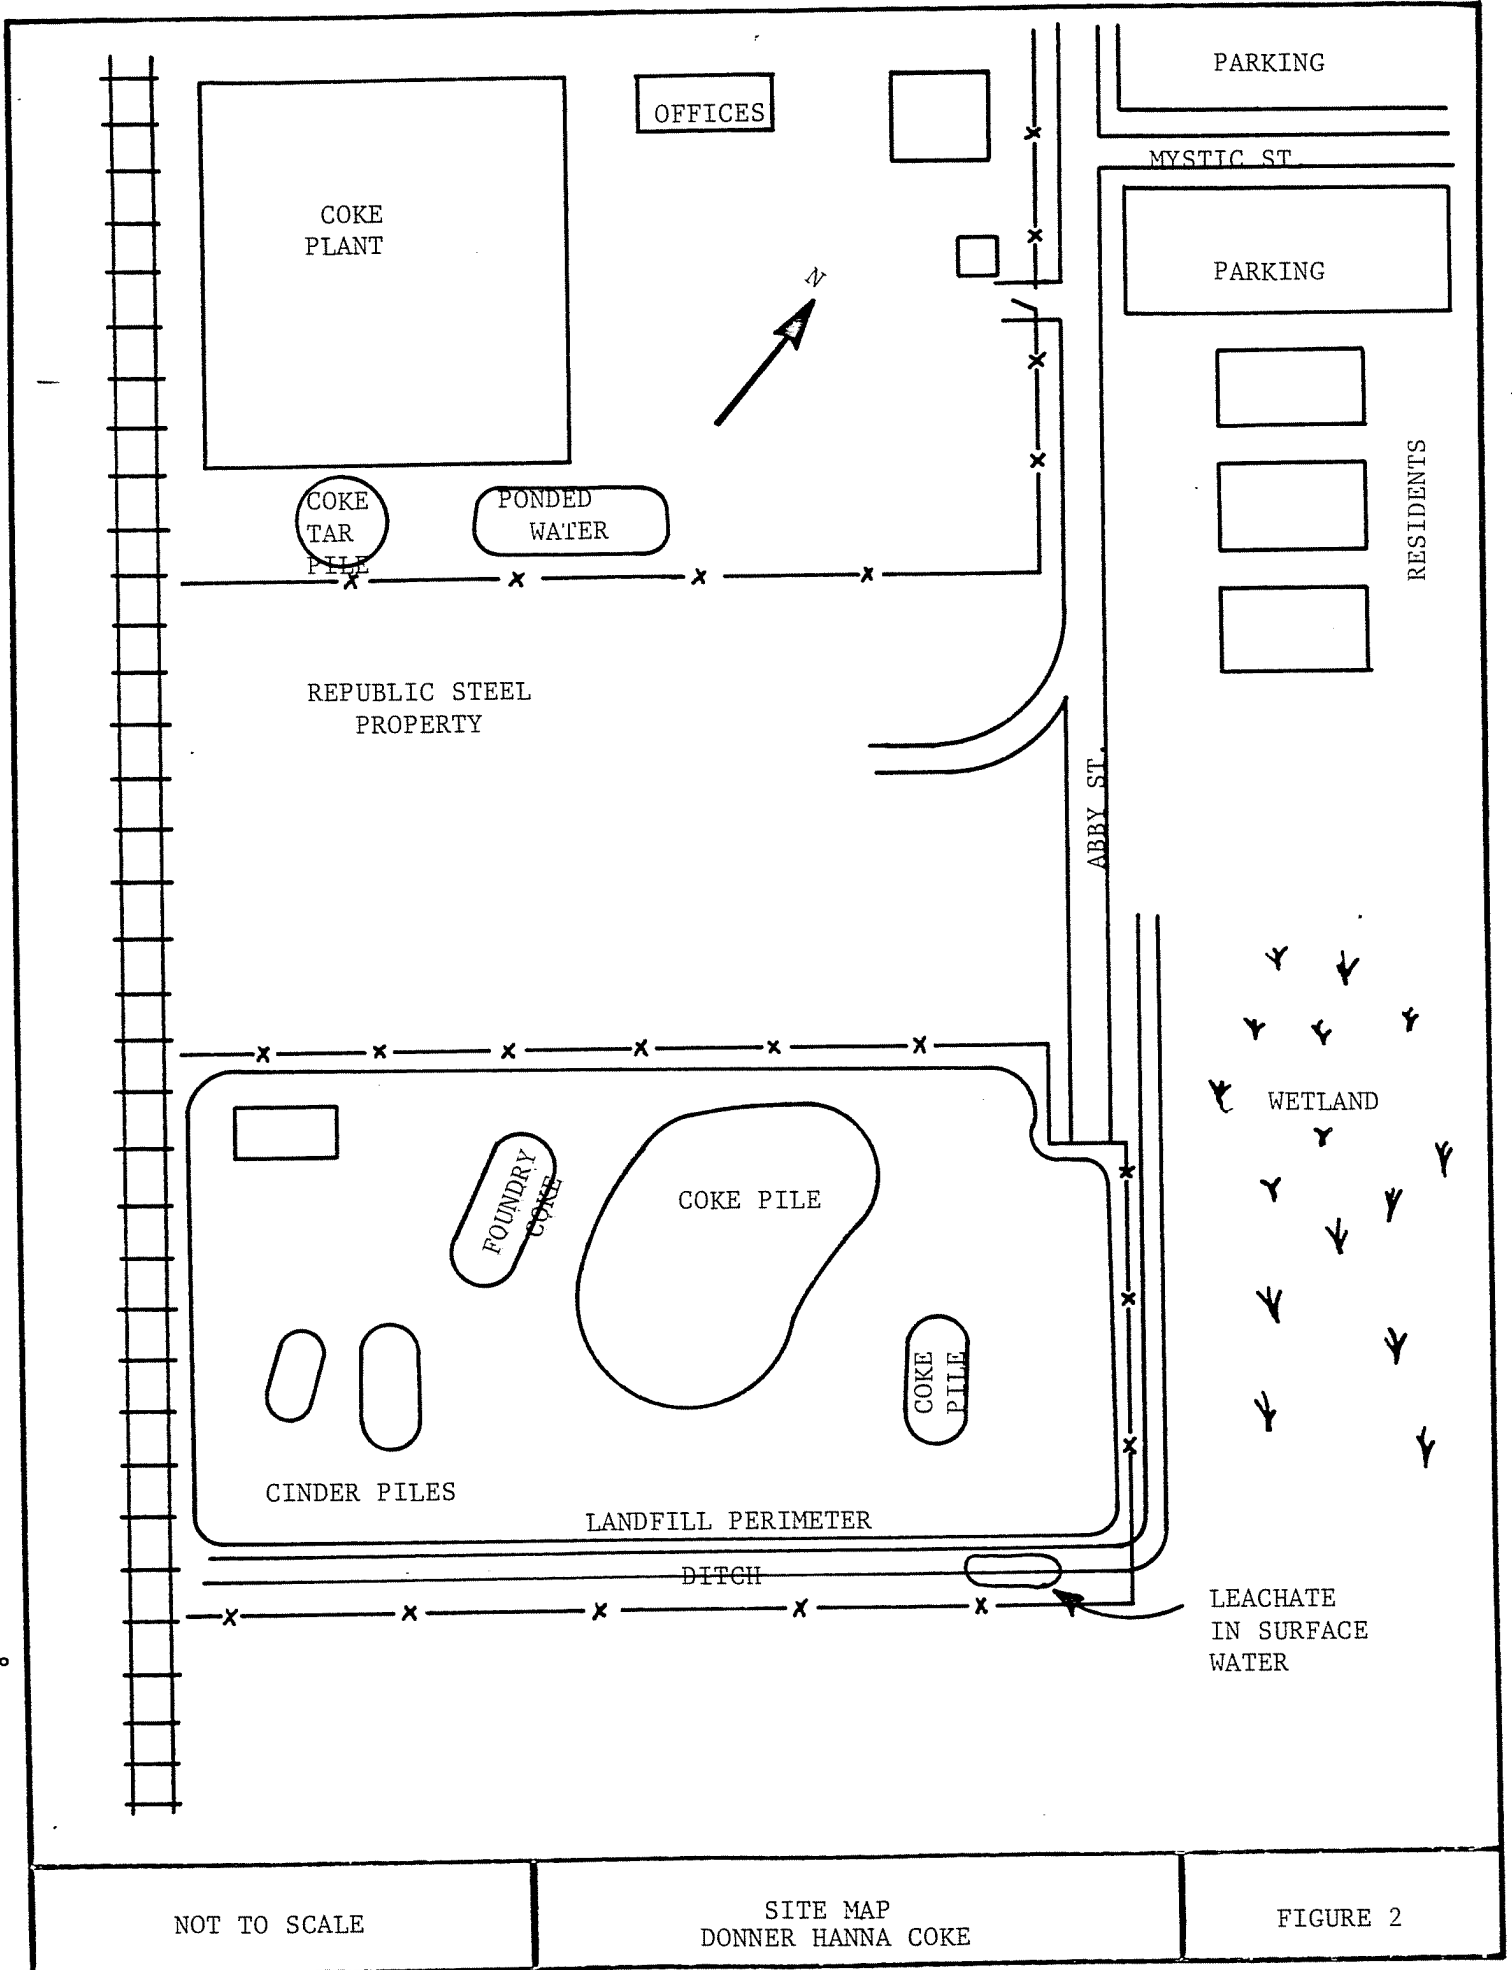 PARKING
OFFICES
MYSTIC ST.
COKE
PLANT
PARKING
N
RESIDENTS
COKE
TAR
PILE
PONDED
WATER
REPUBLIC STEEL
PROPERTY
ABBY ST.
WETLAND
FOUNDRY
COKE
COKE PILE
COKE
PILE
CINDER PILES
LANDFILL PERIMETER
DITCH
LEACHATE
IN SURFACE
WATER
NOT TO SCALE
SITE MAP
DONNER HANNA COKE
FIGURE 2